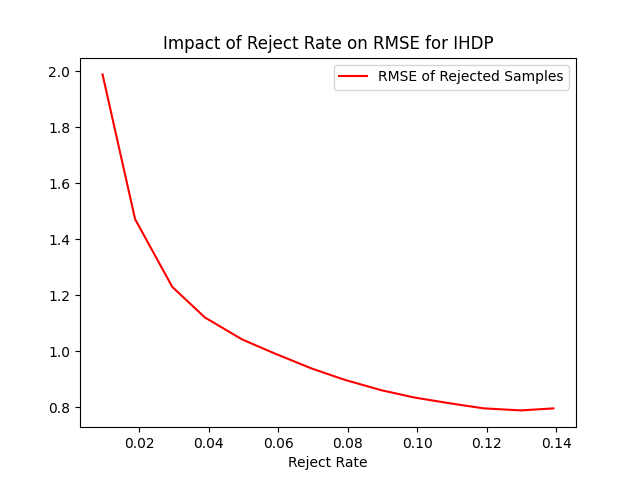 Impact of Reject Rate on RMSE for IHDP
RMSE of Rejected Samples
2.0
1.8
1.6
1.4
1.2
1.0
0.8
0.02 0.04 0.06 0.08 0.10 0.12 0.14
Reject Rate